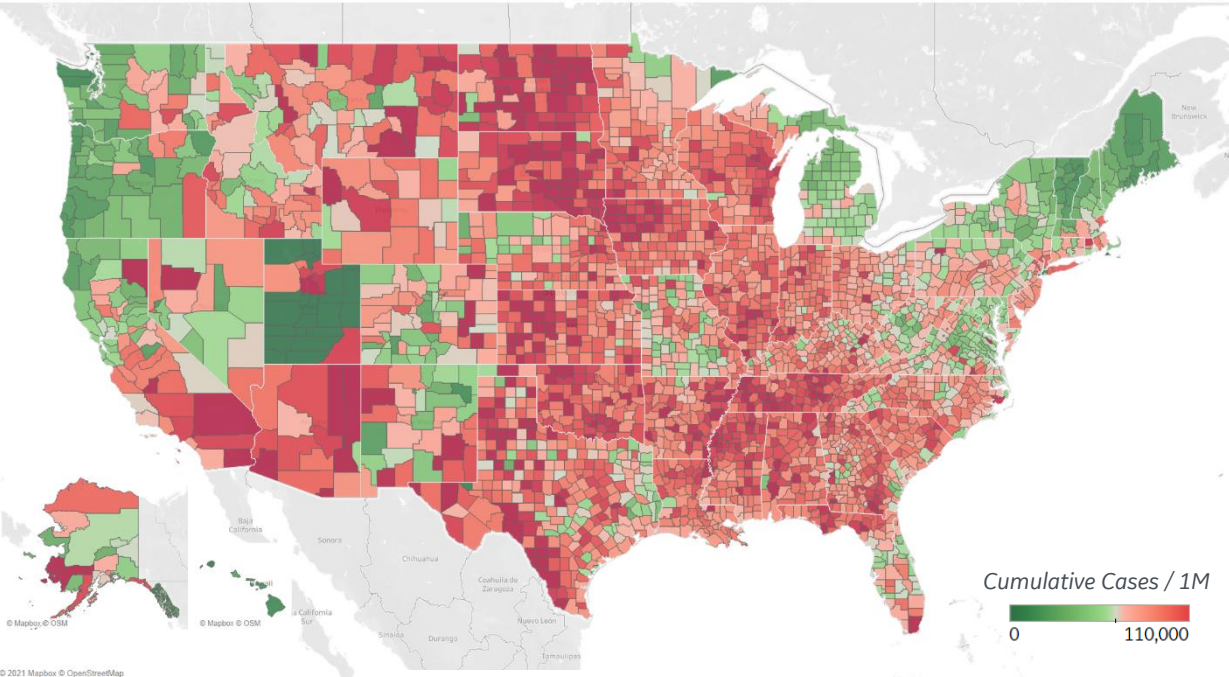 New
Brunswick
Baja
California
Sonora
Chihuahua
Coahuila de
Zaragoza
Nuevo León
Sinaloa
Durango
Tamaulipas
a California
Sur
Hawaii
© Mapbox © OSM
© Mapbox © OSM
Cumulative Cases / 1M
0
110,000
© 2021 Mapbox © OpenStreetMap